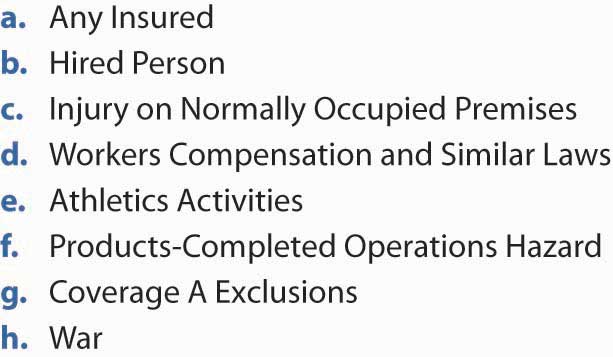 a. Any Insured
b. Hired Person
c. Injury on Normally Occupied Premises
d. Workers Compensation and Similar Laws
e. Athletics Activities
f. Products-Completed Operations Hazard
g. Coverage A Exclusions
h. War